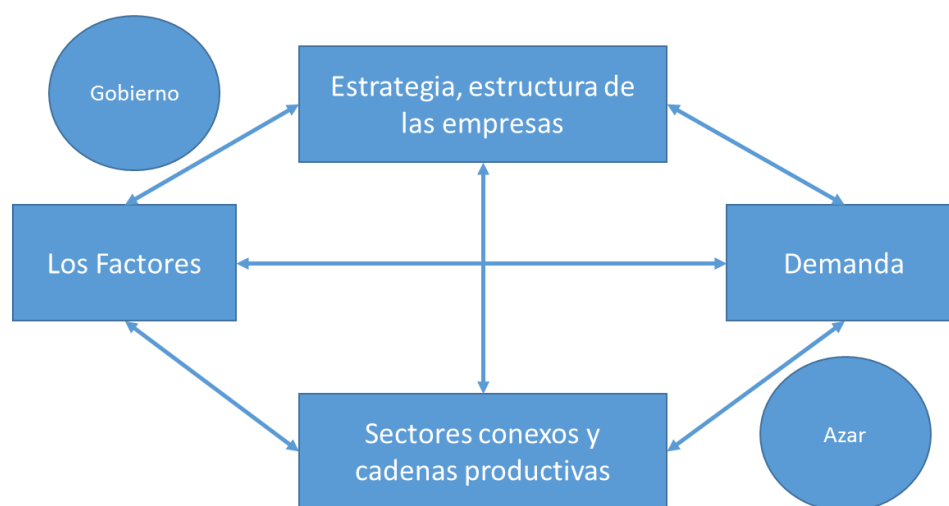 Gobierno
Estrategia, estructura de
las empresas
Los Factores
Demanda
Sectores conexos y
cadenas productivas
Azar